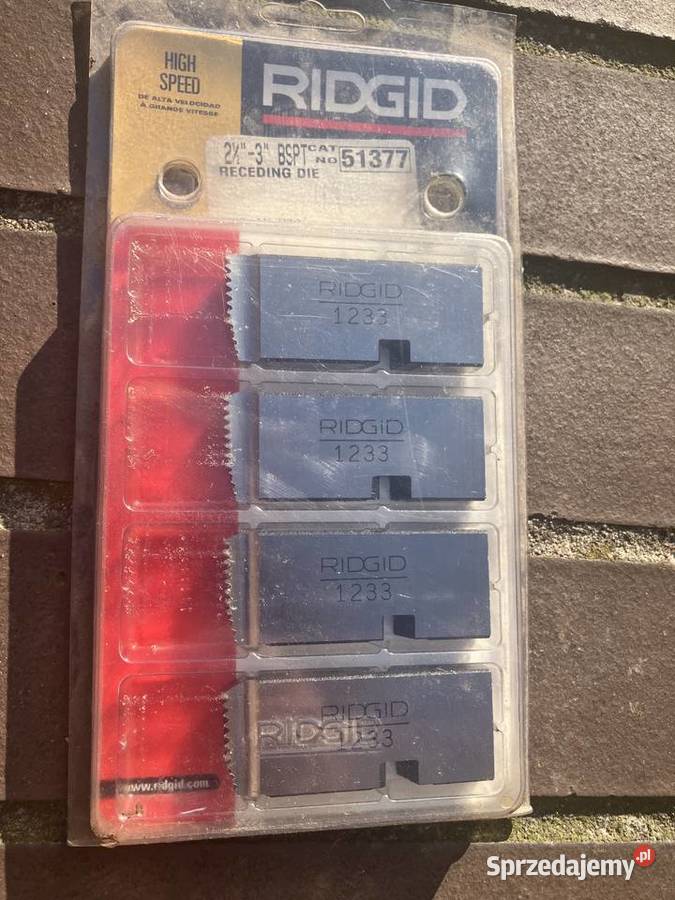 HIGH
SPEED
DE ALTA VELOCIDAD
À GRANDE VITESSE
RIDGID
2½"-3" BSPT CAT NO 51377
RECEDING DIE
RIDGID
1233
RIDGID
1233
RIDGID
1233
RIDGID
RIDGID
1233
www.ridgid.com
Sprzedajemy.pl